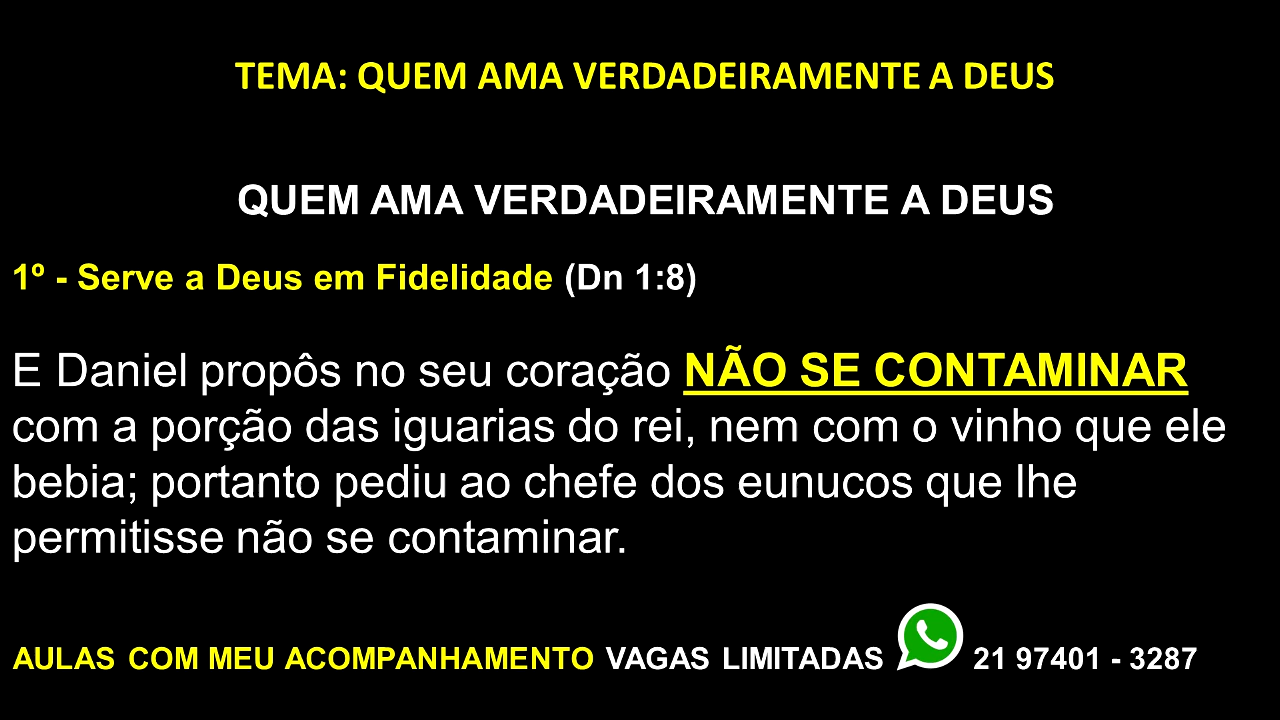 TEMA: QUEM AMA VERDADEIRAMENTE A DEUS
QUEM AMA VERDADEIRAMENTE A DEUS
1º - Serve a Deus em Fidelidade (Dn 1:8)
E Daniel propôs no seu coração NÃO SE CONTAMINAR
com a porção das iguarias do rei, nem com o vinho que ele
bebia; portanto pediu ao chefe dos eunucos que lhe
permitisse não se contaminar.
AULAS COM MEU ACOMPANHAMENTO VAGAS LIMITADAS 21 97401 - 3287